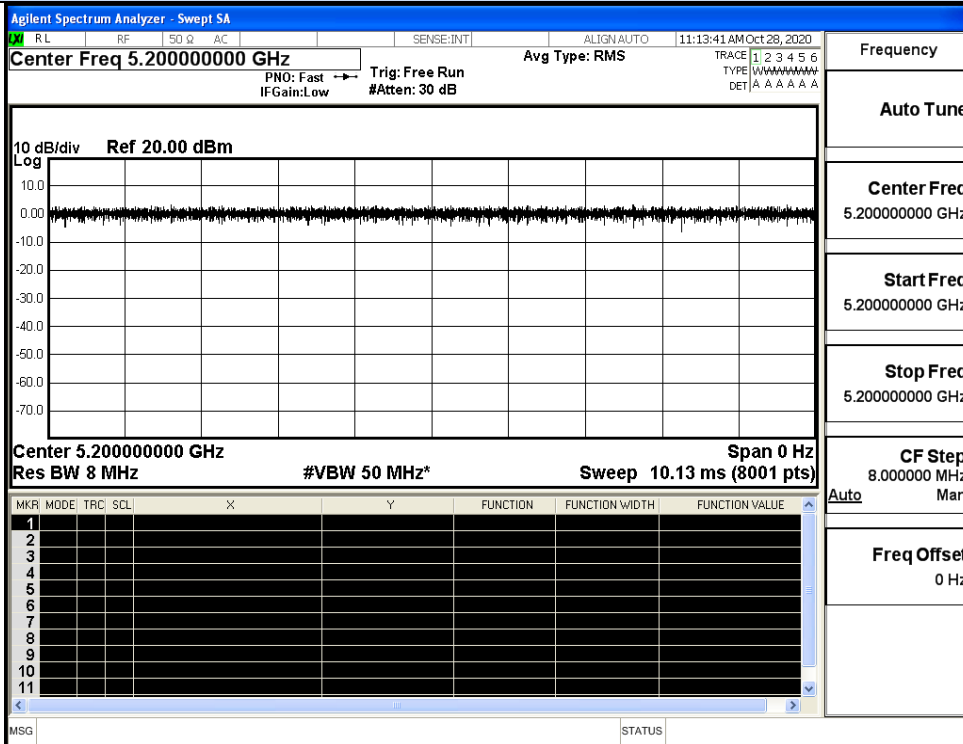 Agilent Spectrum Analyzer - Swept SA
LXI RL RF 50 Ω AC SENSE:INT ALIGN AUTO 11:13:41 AM Oct 28, 2020
Center Freq 5.200000000 GHz Avg Type: RMS TRACE 1 2 3 4 5 6
PNO: Fast Trig: Free Run TYPE WWWWWW
IFGain:Low #Atten: 30 dB DET A A A A A A
10 dB/div Ref 20.00 dBm
Log
10.0
0.00
-10.0
-20.0
-30.0
-40.0
-50.0
-60.0
-70.0
Center 5.200000000 GHz Span 0 Hz
Res BW 8 MHz #VBW 50 MHz* Sweep 10.13 ms (8001 pts)
MKR MODE TRC SCL X Y FUNCTION FUNCTION WIDTH FUNCTION VALUE
1
2
3
4
5
6
7
8
9
10
11
MSG STATUS
Frequency
Auto Tune
Center Freq
5.200000000 GHz
Start Freq
5.200000000 GHz
Stop Freq
5.200000000 GHz
CF Step
8.000000 MHz
Auto Man
Freq Offset
0 Hz